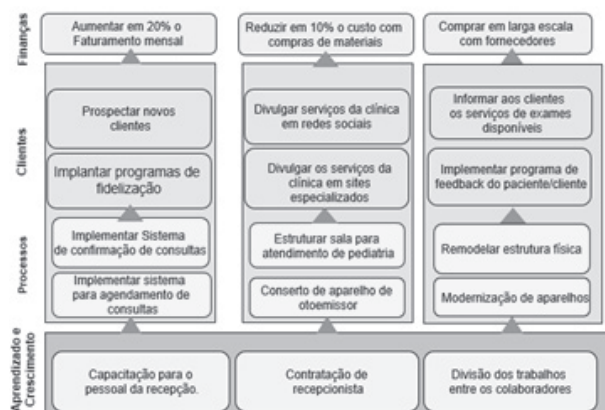 Finanças
Aumentar em 20% o
Faturamento mensal
Reduzir em 10% o custo com
compras de materiais
Comprar em larga escala
com fornecedores
Clientes
Prospectar novos
clientes
Divulgar serviços da clínica
em redes sociais
Informar aos clientes
os serviços de exames
disponíveis
Implantar programas de
fidelização
Divulgar os serviços da
clínica em sites
especializados
Implementar programa de
feedback do paciente/cliente
Processos
Implementar Sistema
de confirmação de consultas
Estruturar sala para
atendimento de pediatria
Remodelar estrutura física
Implementar sistema
para agendamento de
consultas
Conserto de aparelho de
otoemissor
Modernização de aparelhos
Aprendizado e
Crescimento
Capacitação para o
pessoal da recepção.
Contratação de
recepcionista
Divisão dos trabalhos
entre os colaboradores